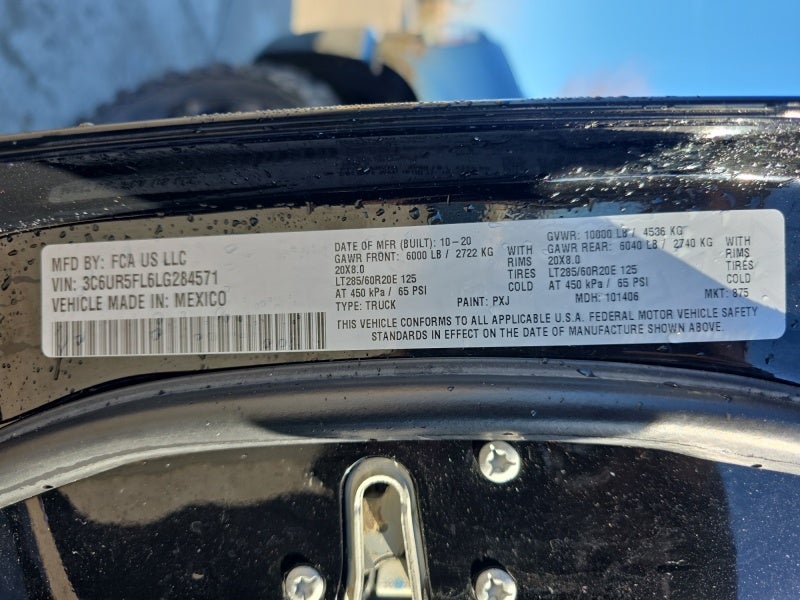 MFD BY: FCA US LLC
VIN: 3C6UR5FL6LG284571
VEHICLE MADE IN MEXICO
DATE OF MFR (BUILT): 10-20
GAWR FRONT: 6000 LB / 2722 KG WITH
20X8.0 RIMS
LT285/60R20E 125 TIRES
AT 450 kPa / 65 PSI COLD
TYPE: TRUCK PAINT: PXJ
GVWR: 10000 LB / 4536 KG
GAWR REAR: 6040 LB / 2740 KG WITH
20X8.0 RIMS
LT285/60R20E 125 TIRES
AT 450 kPa / 65 PSI COLD
MDH: 101406 MKT: 875
THIS VEHICLE CONFORMS TO ALL APPLICABLE U.S.A. FEDERAL MOTOR VEHICLE SAFETY
STANDARDS IN EFFECT ON THE DATE OF MANUFACTURE SHOWN ABOVE.